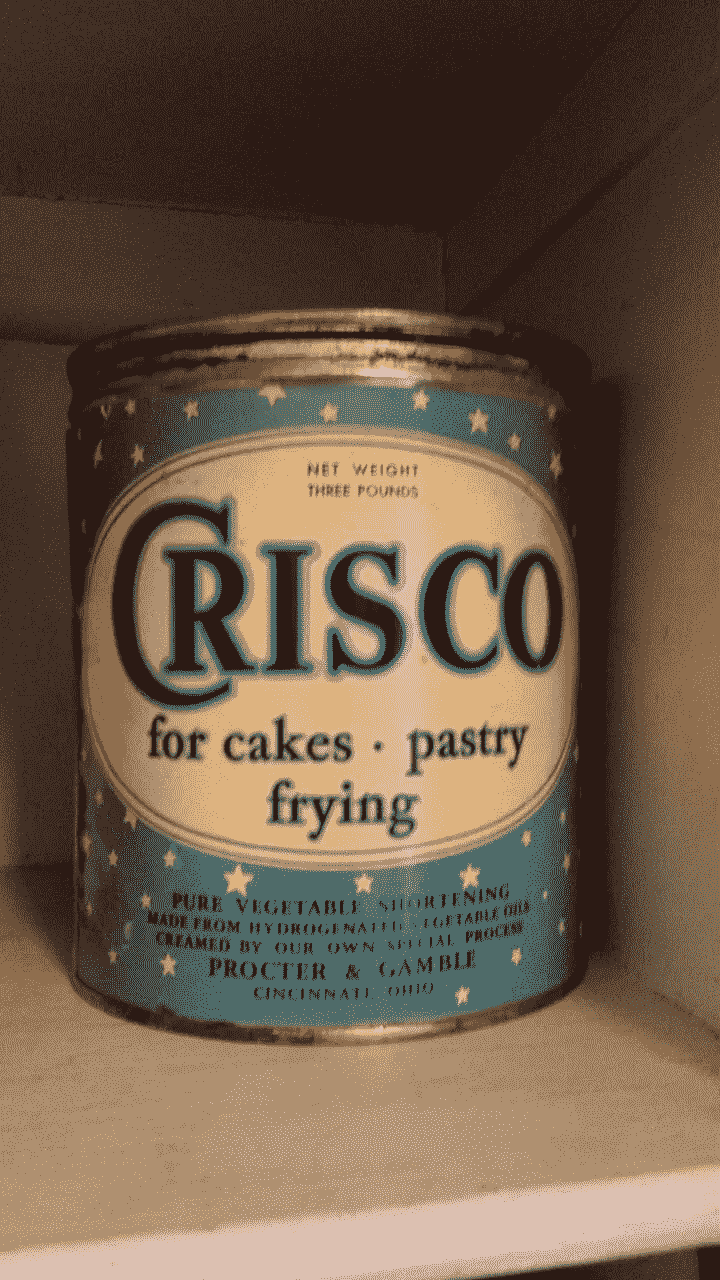 NET WEIGHT
THREE POUNDS
CRISCO
for cakes · pastry
frying
PURE VEGETABLE SHORTENING
MADE FROM HYDROGENATED VEGETABLE OILS
CREAMED BY OUR OWN SPECIAL PROCESS
PROCTER & GAMBLE
CINCINNATI, OHIO